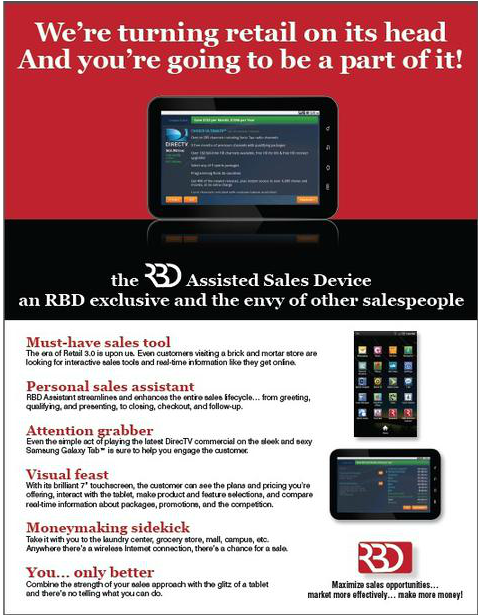 We're turning retail on its head
And you're going to be a part of it!
DIRECTV
the RBD Assisted Sales Device
an RBD exclusive and the envy of other salespeople
Must-have sales tool
The era of Retail 3.0 is upon us. Even customers visiting a brick and mortar store are
looking for interactive sales tools and real-time information like they get online.
Personal sales assistant
RBD Assistant streamlines and enhances the entire sales lifecycle... from greeting,
qualifying, and presenting, to closing, checkout, and follow-up.
Attention grabber
Even the simple act of playing the latest DirecTV commercial on the sleek and sexy
Samsung Galaxy Tab™ is sure to help you engage the customer.
Visual feast
With its brilliant 7" touchscreen, the customer can see the plans and pricing you're
offering, interact with the tablet, make product and feature selections, and compare
real-time information about packages, promotions, and the competition.
Moneymaking sidekick
Take it with you to the laundry center, grocery store, mall, campus, etc.
Anywhere there's a wireless Internet connection, there's a chance for a sale.
You... only better
Combine the strength of your sales approach with the glitz of a tablet
and there's no telling what you can do.
RBD
Maximize sales opportunities...
market more effectively... make more money!